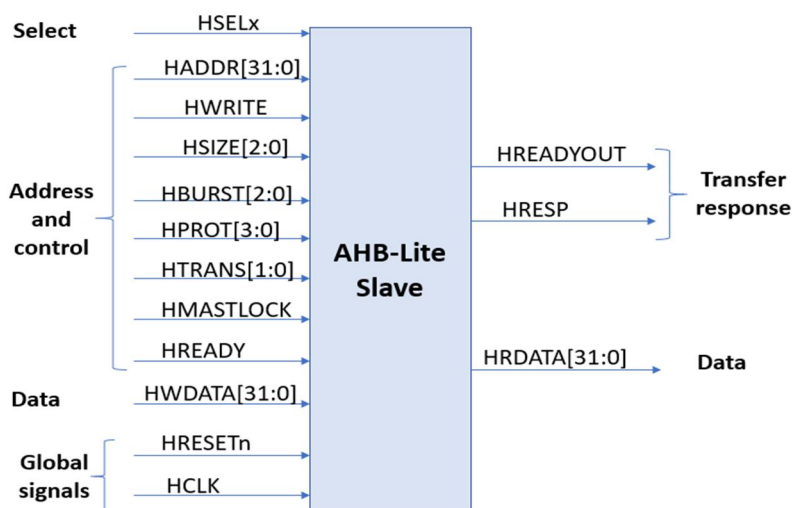 Select
HSELx
HADDR[31:0]
HWRITE
HSIZE[2:0]
HBURST[2:0]
HPROT[3:0]
HTRANS[1:0]
HMASTLOCK
HREADY
Address
and
control
Data
HWDATA[31:0]
HRESETn
HCLK
Global
signals
AHB-Lite
Slave
HREADYOUT
HRESP
Transfer
response
HRDATA[31:0]
Data